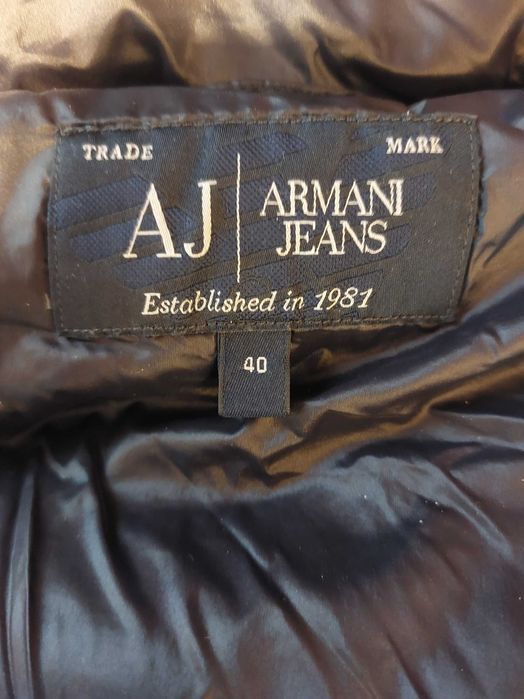 TRADE MARK
AJ ARMANI
JEANS
Established in 1981
40